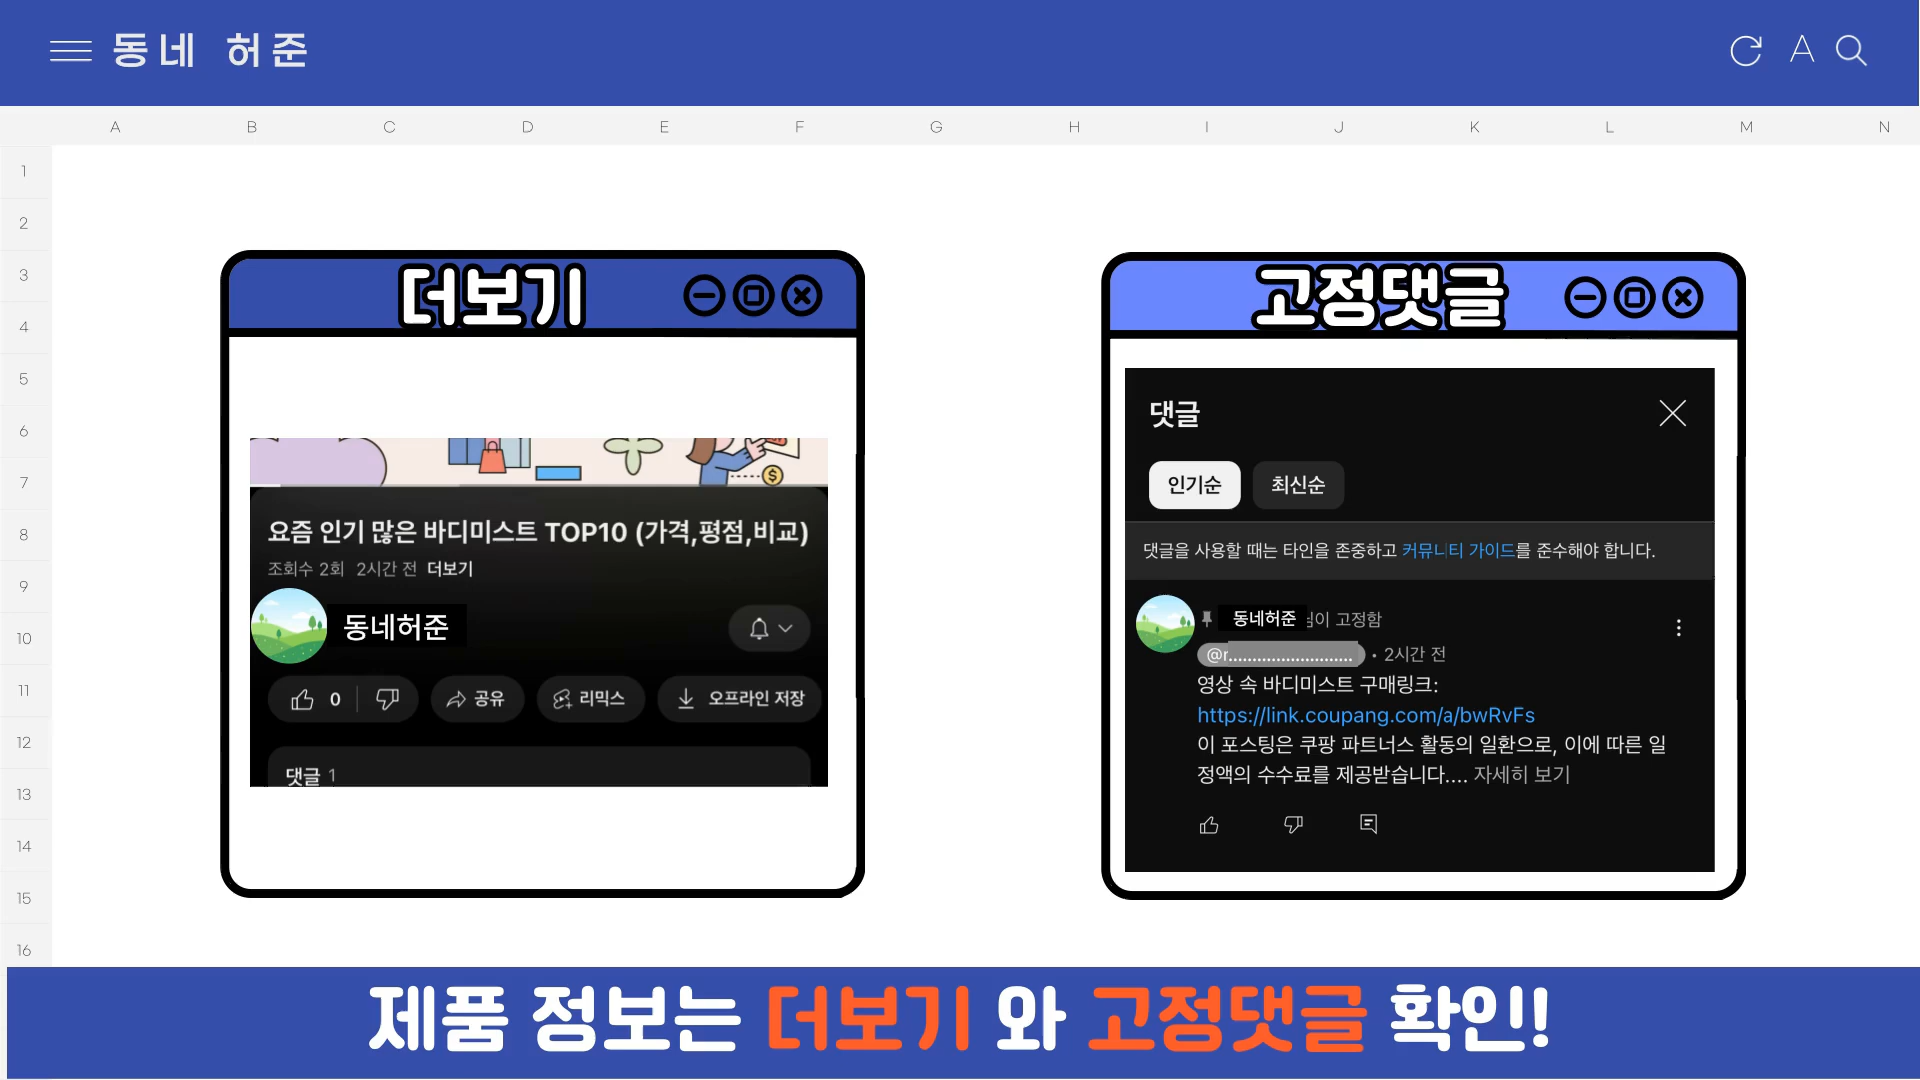 동네 허준
A
A B C D E F G H I J K L M N
1
2
3
4
5
6
7
8
9
10
11
12
13
14
15
16
더보기
요즘 인기 많은 바디미스트 TOP10 (가격,평점,비교)
조회수 2회 2시간 전 더보기
동네허준
0 공유 리믹스 오프라인 저장
댓글 1
고정댓글
댓글
인기순 최신순
댓글을 사용할 때는 타인을 존중하고 커뮤니티 가이드를 준수해야 합니다.
동네허준 님이 고정함
@r.......................... • 2시간 전
영상 속 바디미스트 구매링크:
https://link.coupang.com/a/bwRvFs
이 포스팅은 쿠팡 파트너스 활동의 일환으로, 이에 따른 일
정액의 수수료를 제공받습니다.... 자세히 보기
제품 정보는 더보기 와 고정댓글 확인!